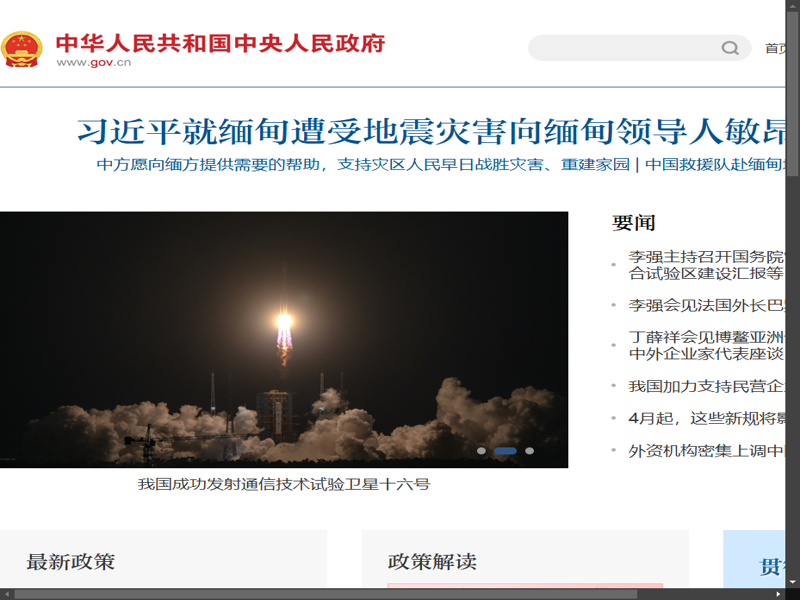 中华人民共和国中央人民政府
www.gov.cn
首页
习近平就缅甸遭受地震灾害向缅甸领导人敏昂
中方愿向缅方提供需要的帮助，支持灾区人民早日战胜灾害、重建家园 | 中国救援队赴缅甸
我国成功发射通信技术试验卫星十六号
要闻
李强主持召开国务院
合试验区建设汇报等
李强会见法国外长巴
丁薛祥会见博鳌亚洲
中外企业家代表座谈
我国加力支持民营企
4月起，这些新规将影
外资机构密集上调中
最新政策
政策解读
贯